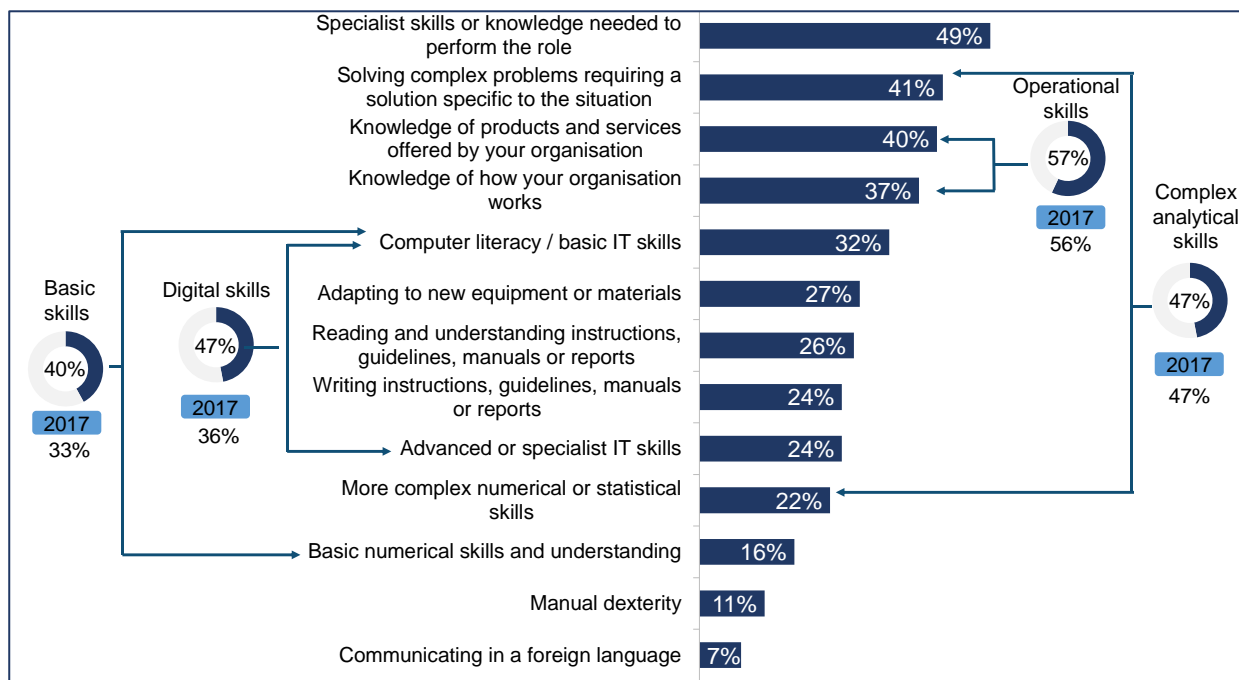 Specialist skills or knowledge needed to
perform the role
49%
Solving complex problems requiring a
solution specific to the situation
41%
Knowledge of products and services
offered by your organisation
40%
Knowledge of how your organisation
works
37%
Computer literacy / basic IT skills
32%
Adapting to new equipment or materials
27%
Reading and understanding instructions,
guidelines, manuals or reports
26%
Writing instructions, guidelines, manuals
or reports
24%
Advanced or specialist IT skills
24%
More complex numerical or statistical
skills
22%
Basic numerical skills and understanding
16%
Manual dexterity
11%
Communicating in a foreign language
7%
Basic
skills
40%
2017
33%
Digital skills
47%
2017
36%
Operational
skills
57%
2017
56%
Complex
analytical
skills
47%
2017
47%